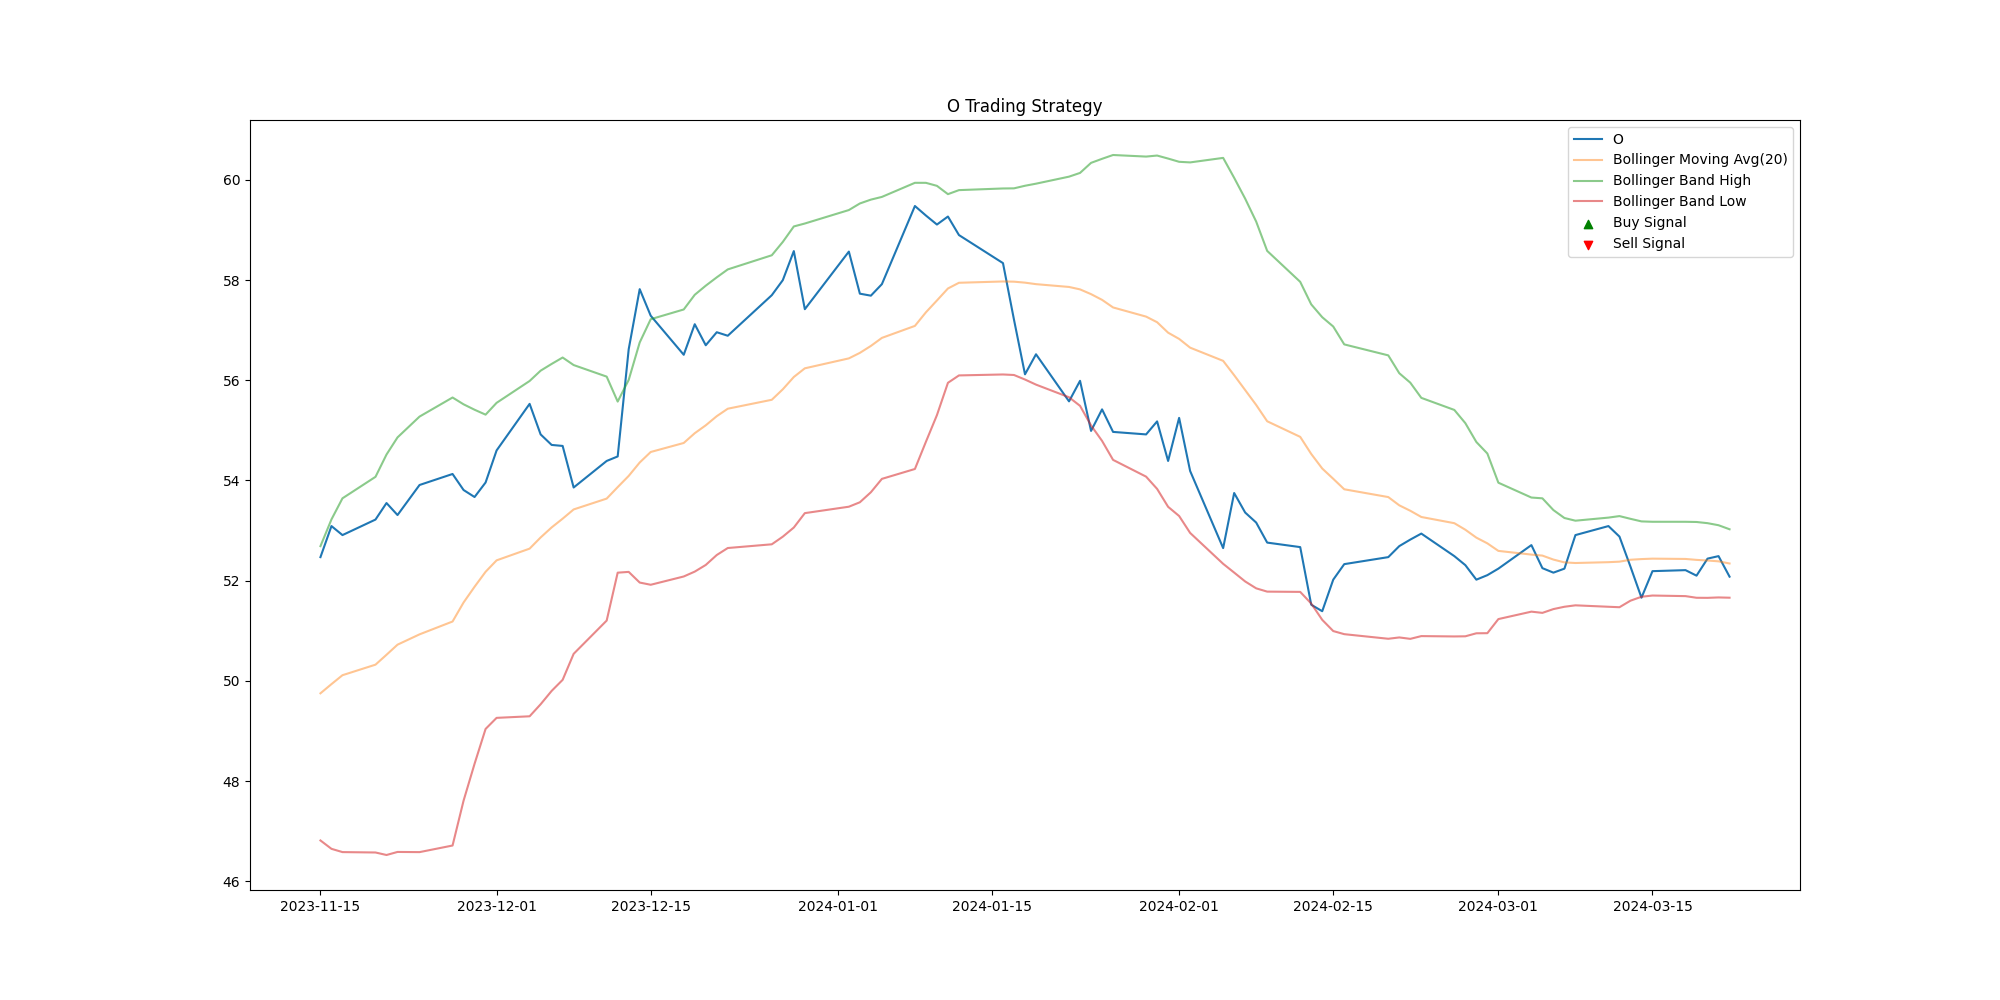 O Trading Strategy
O
Bollinger Moving Avg(20)
Bollinger Band High
Bollinger Band Low
Buy Signal
Sell Signal
60
58
56
54
52
50
48
46
2023-11-15 2023-12-01 2023-12-15 2024-01-01 2024-01-15 2024-02-01 2024-02-15 2024-03-01 2024-03-15